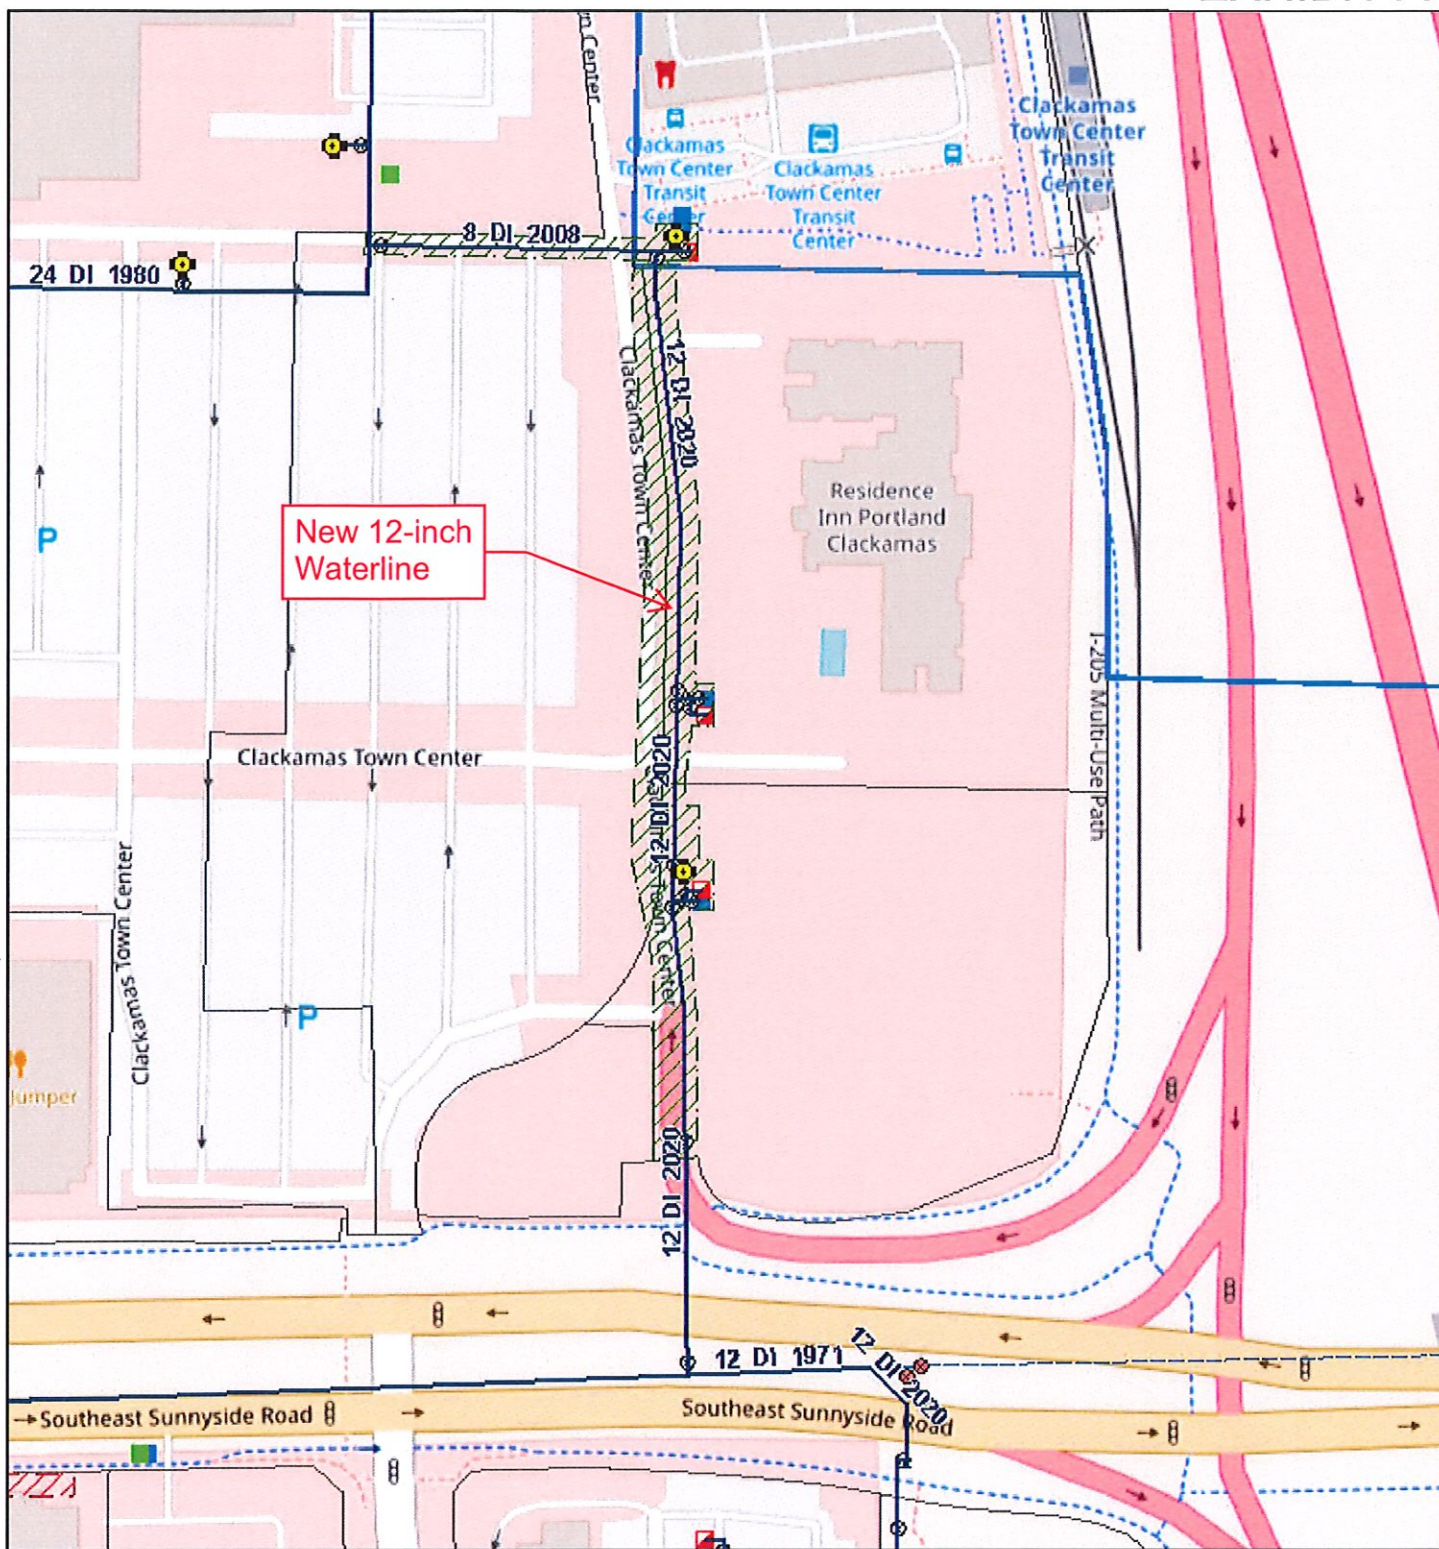 n Center
Clackamas
Town Center
Transit
Center
Clackamas
Town Center
Transit
Center
Clackamas
Town Center
Transit
Center
8 DI 2008
24 DI 1980
12 DI 2020
Clackamas Town Center
New 12-inch
Waterline
P
Residence
Inn Portland
Clackamas
I-205 Multi-Use Path
Clackamas Town Center
12 DI 2020
s Town Center
Clackamas Town Center
P
Jumper
12 DI 2020
12 DI 1971
12 DI 2020
Southeast Sunnyside Road
Southeast Sunnyside Road